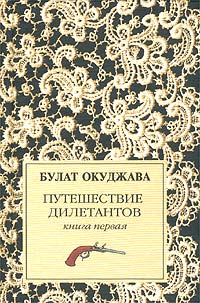 БУЛАТ ОКУДЖАВА
ПУТЕШЕСТВИЕ
ДИЛЕТАНТОВ
книга первая